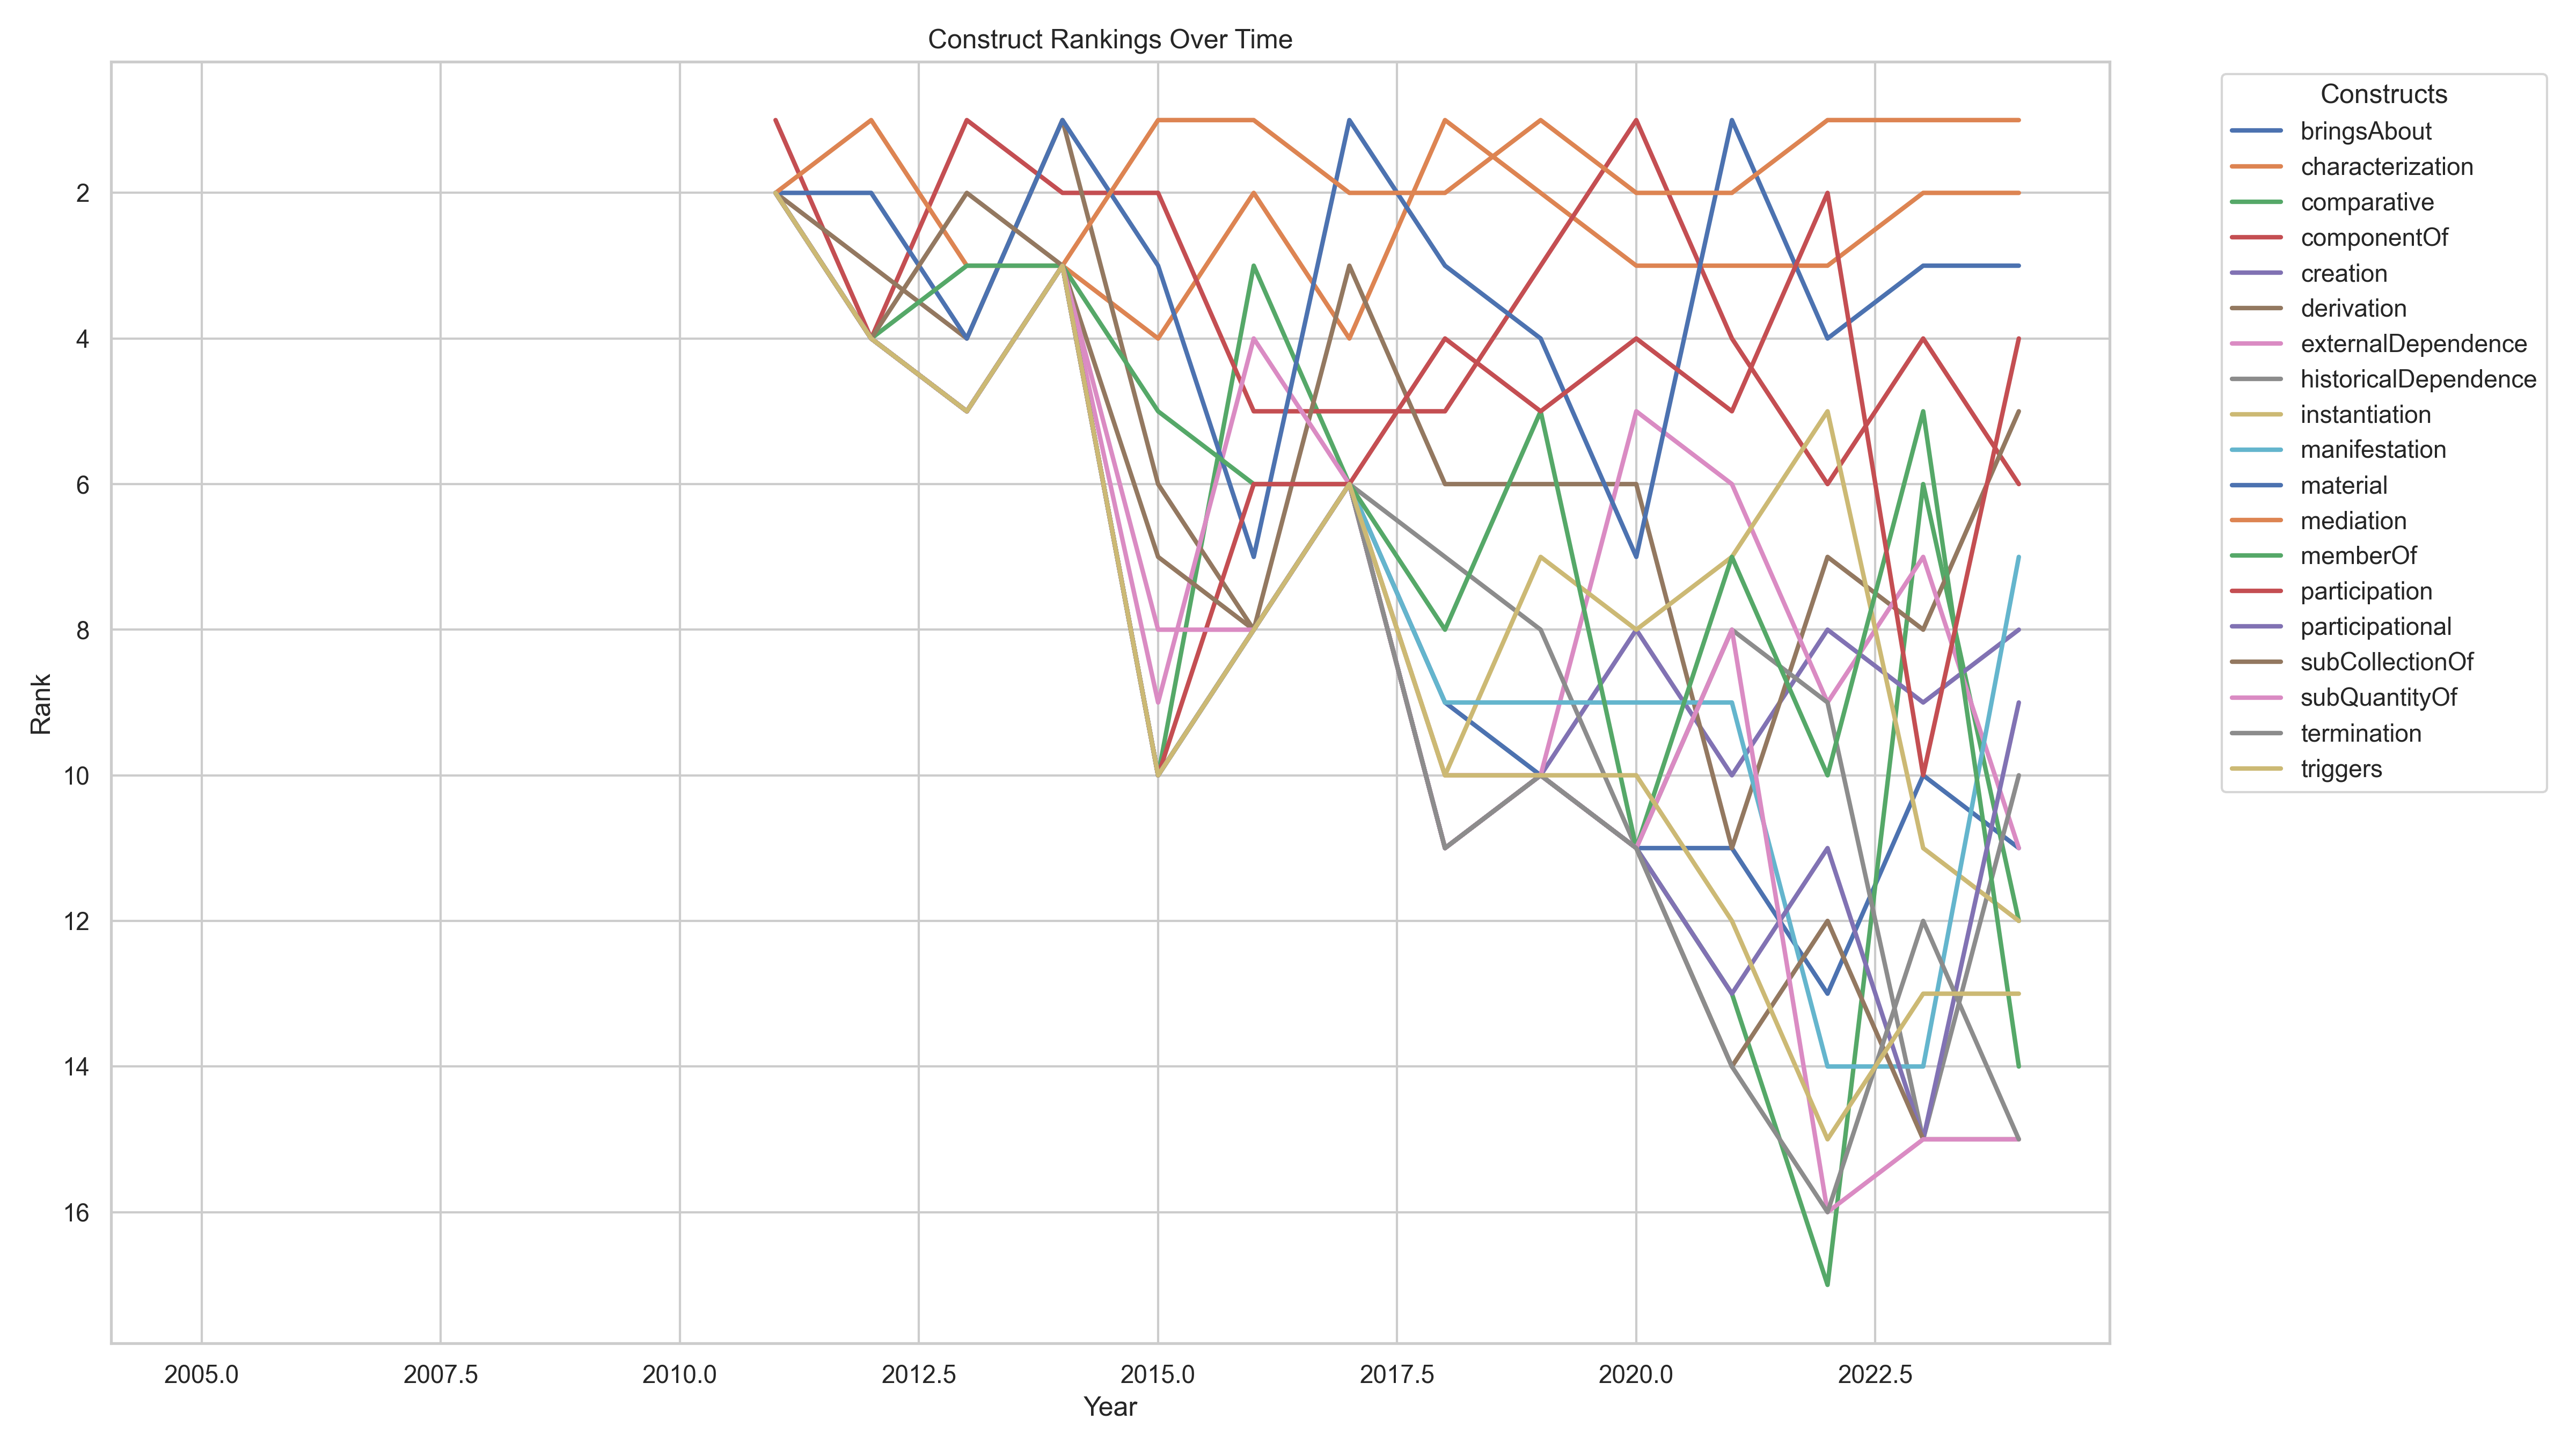 Construct Rankings Over Time
Rank
2
4
6
8
10
12
14
16
2005.0 2007.5 2010.0 2012.5 2015.0 2017.5 2020.0 2022.5
Year
Constructs
bringsAbout
characterization
comparative
componentOf
creation
derivation
externalDependence
historicalDependence
instantiation
manifestation
material
mediation
memberOf
participation
participational
subCollectionOf
subQuantityOf
termination
triggers